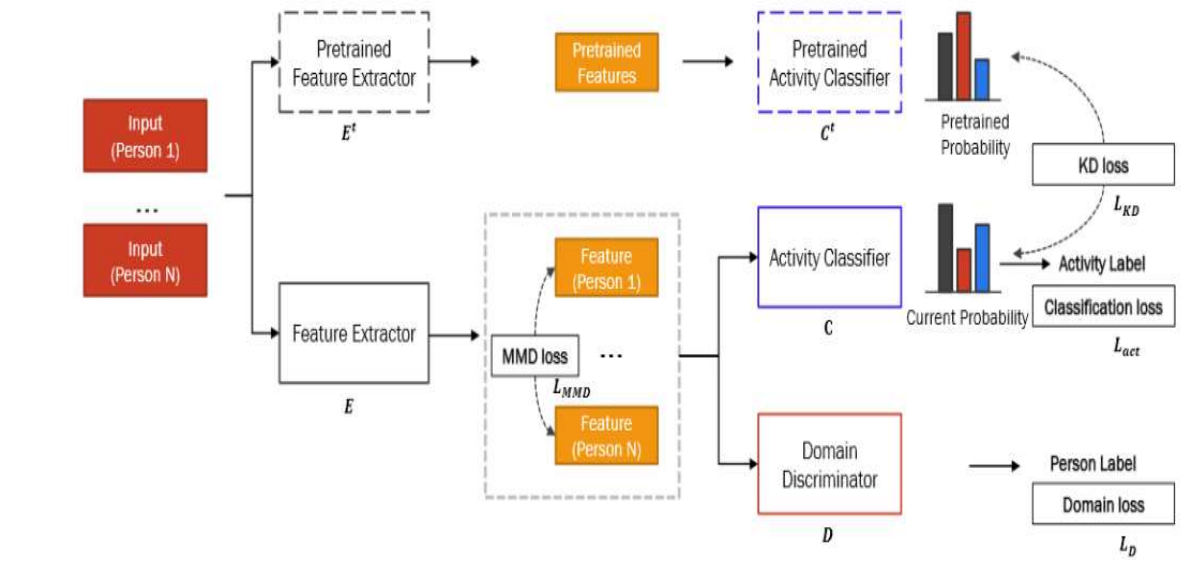 Input
(Person 1)
...
Input
(Person N)
Pretrained
Feature Extractor
E^t
Pretrained
Features
Pretrained
Activity Classifier
C^t
Pretrained
Probability
KD loss
L_KD
Feature Extractor
E
Feature
(Person 1)
MMD loss
...
L_MMD
Feature
(Person N)
Activity Classifier
C
Current Probability
Activity Label
Classification loss
L_act
Domain
Discriminator
D
Person Label
Domain loss
L_D